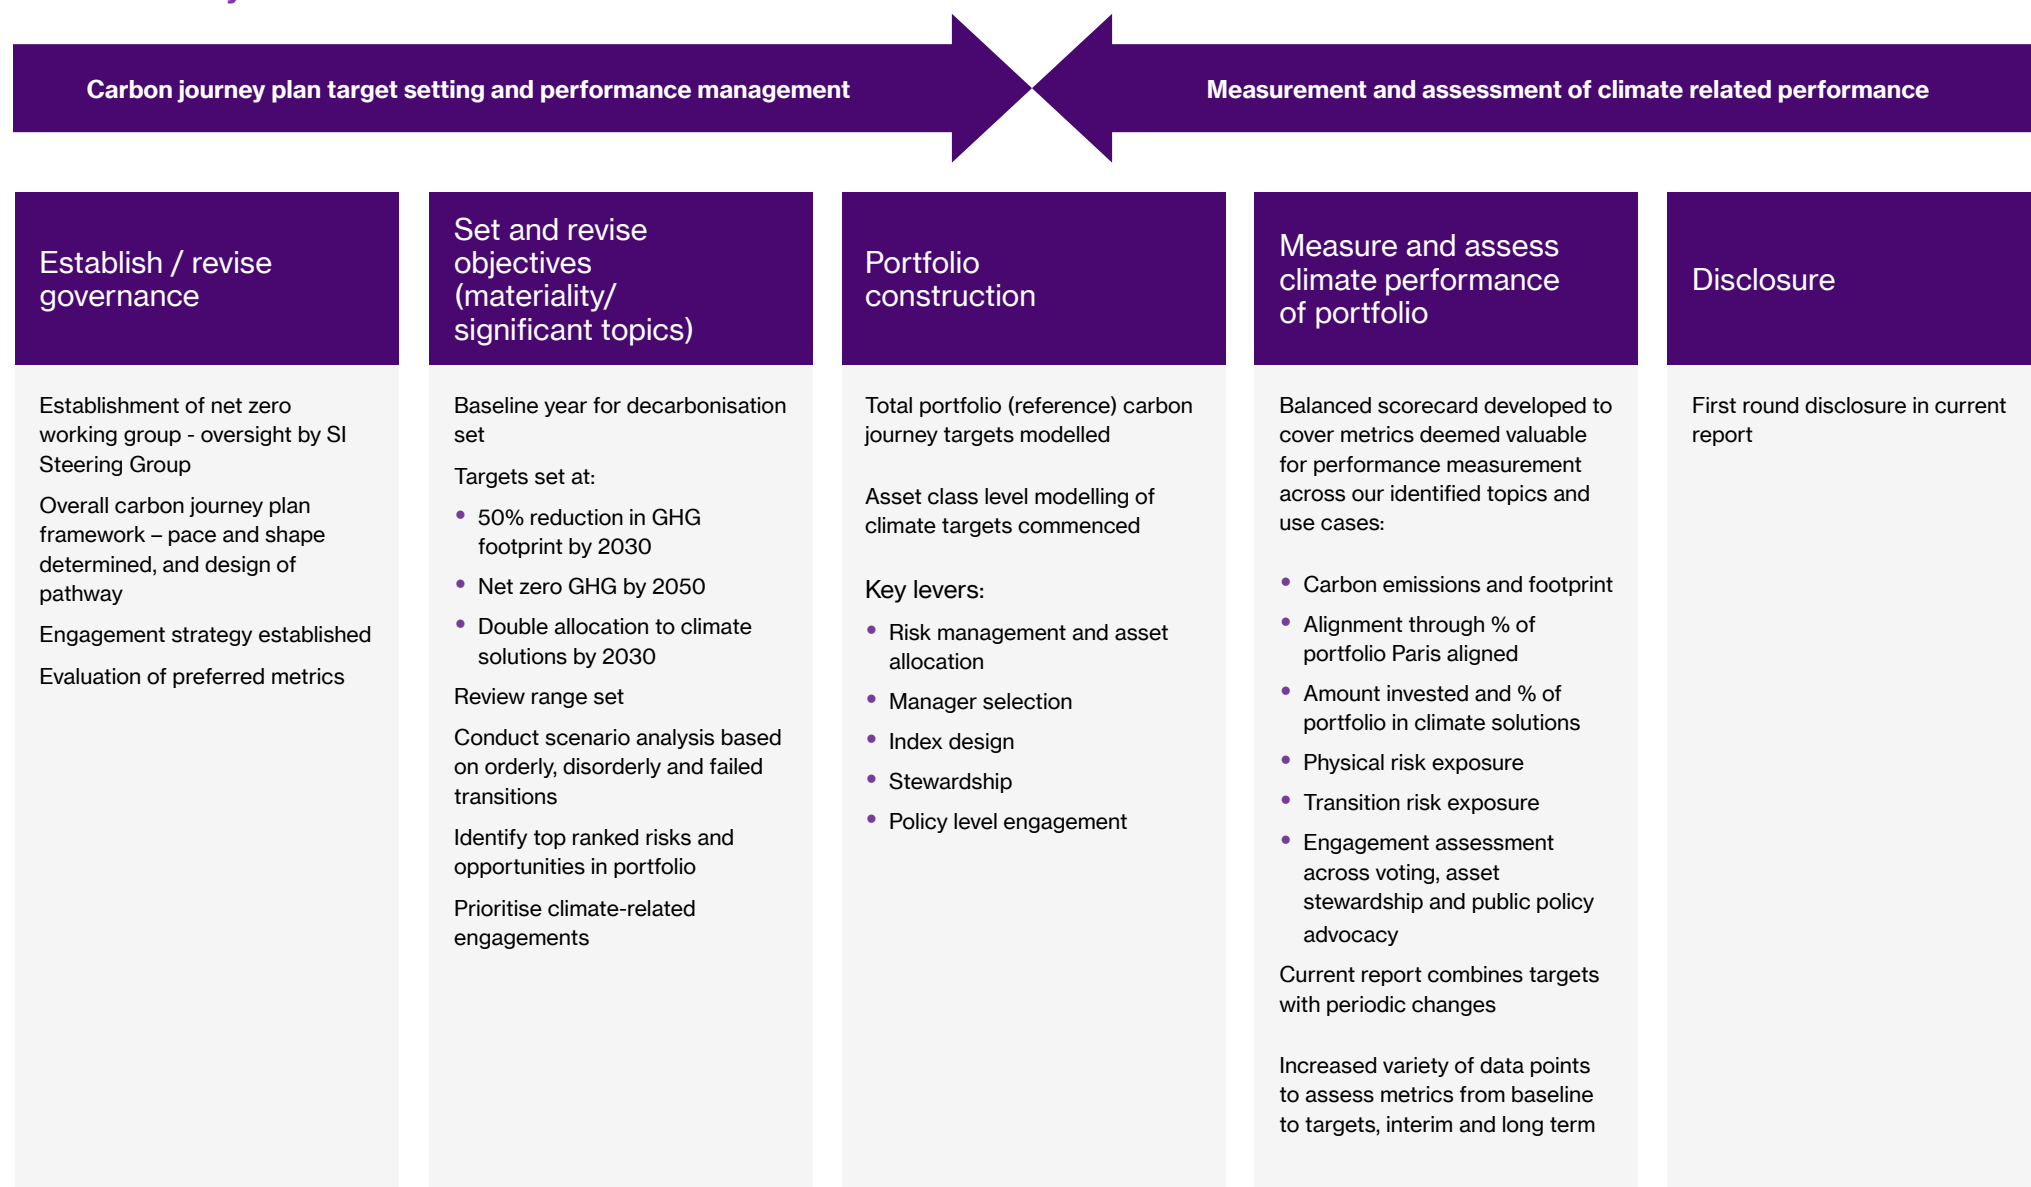 Carbon journey plan target setting and performance management
Measurement and assessment of climate related performance
Establish / revise
governance
Establishment of net zero
working group - oversight by SI
Steering Group
Overall carbon journey plan
framework – pace and shape
determined, and design of
pathway
Engagement strategy established
Evaluation of preferred metrics
Set and revise
objectives
(materiality/
significant topics)
Baseline year for decarbonisation
set
Targets set at:
• 50% reduction in GHG
footprint by 2030
• Net zero GHG by 2050
• Double allocation to climate
solutions by 2030
Review range set
Conduct scenario analysis based
on orderly, disorderly and failed
transitions
Identify top ranked risks and
opportunities in portfolio
Prioritise climate-related
engagements
Portfolio
construction
Total portfolio (reference) carbon
journey targets modelled
Asset class level modelling of
climate targets commenced
Key levers:
• Risk management and asset
allocation
• Manager selection
• Index design
• Stewardship
• Policy level engagement
Measure and assess
climate performance
of portfolio
Balanced scorecard developed to
cover metrics deemed valuable
for performance measurement
across our identified topics and
use cases:
• Carbon emissions and footprint
• Alignment through % of
portfolio Paris aligned
• Amount invested and % of
portfolio in climate solutions
• Physical risk exposure
• Transition risk exposure
• Engagement assessment
across voting, asset
stewardship and public policy
advocacy
Current report combines targets
with periodic changes
Increased variety of data points
to assess metrics from baseline
to targets, interim and long term
Disclosure
First round disclosure in current
report